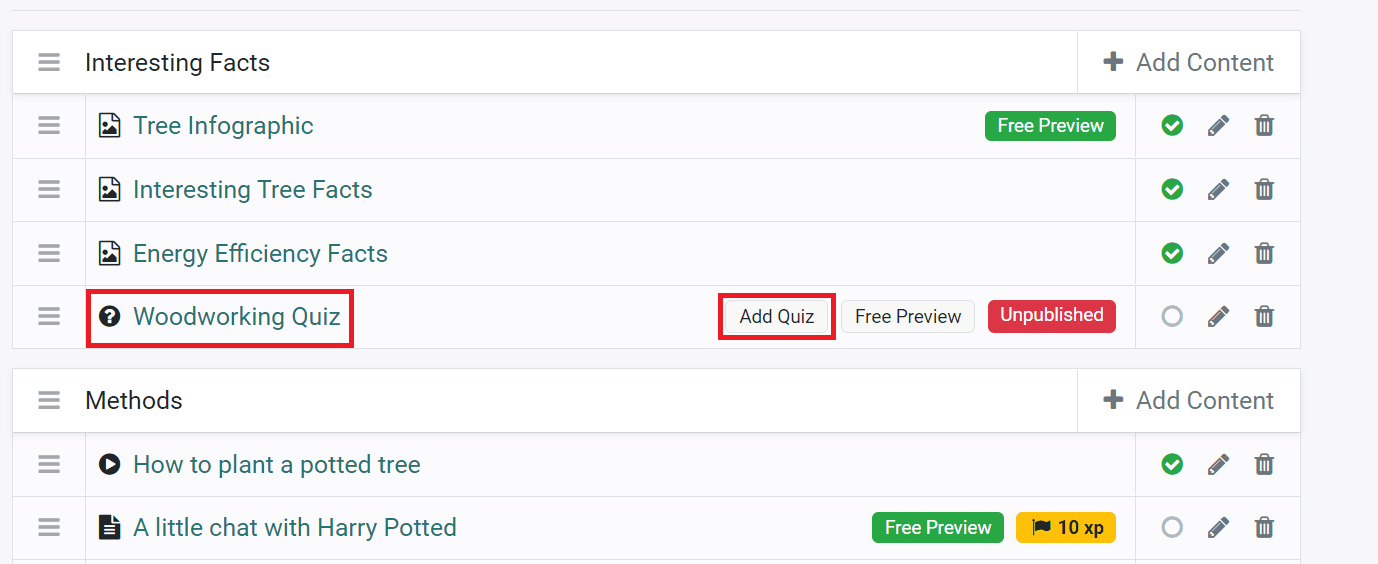 Interesting Facts Add Content
Tree Infographic Free Preview
Interesting Tree Facts
Energy Efficiency Facts
Woodworking Quiz Add Quiz Free Preview Unpublished
Methods Add Content
How to plant a potted tree
A little chat with Harry Potted Free Preview 10 xp